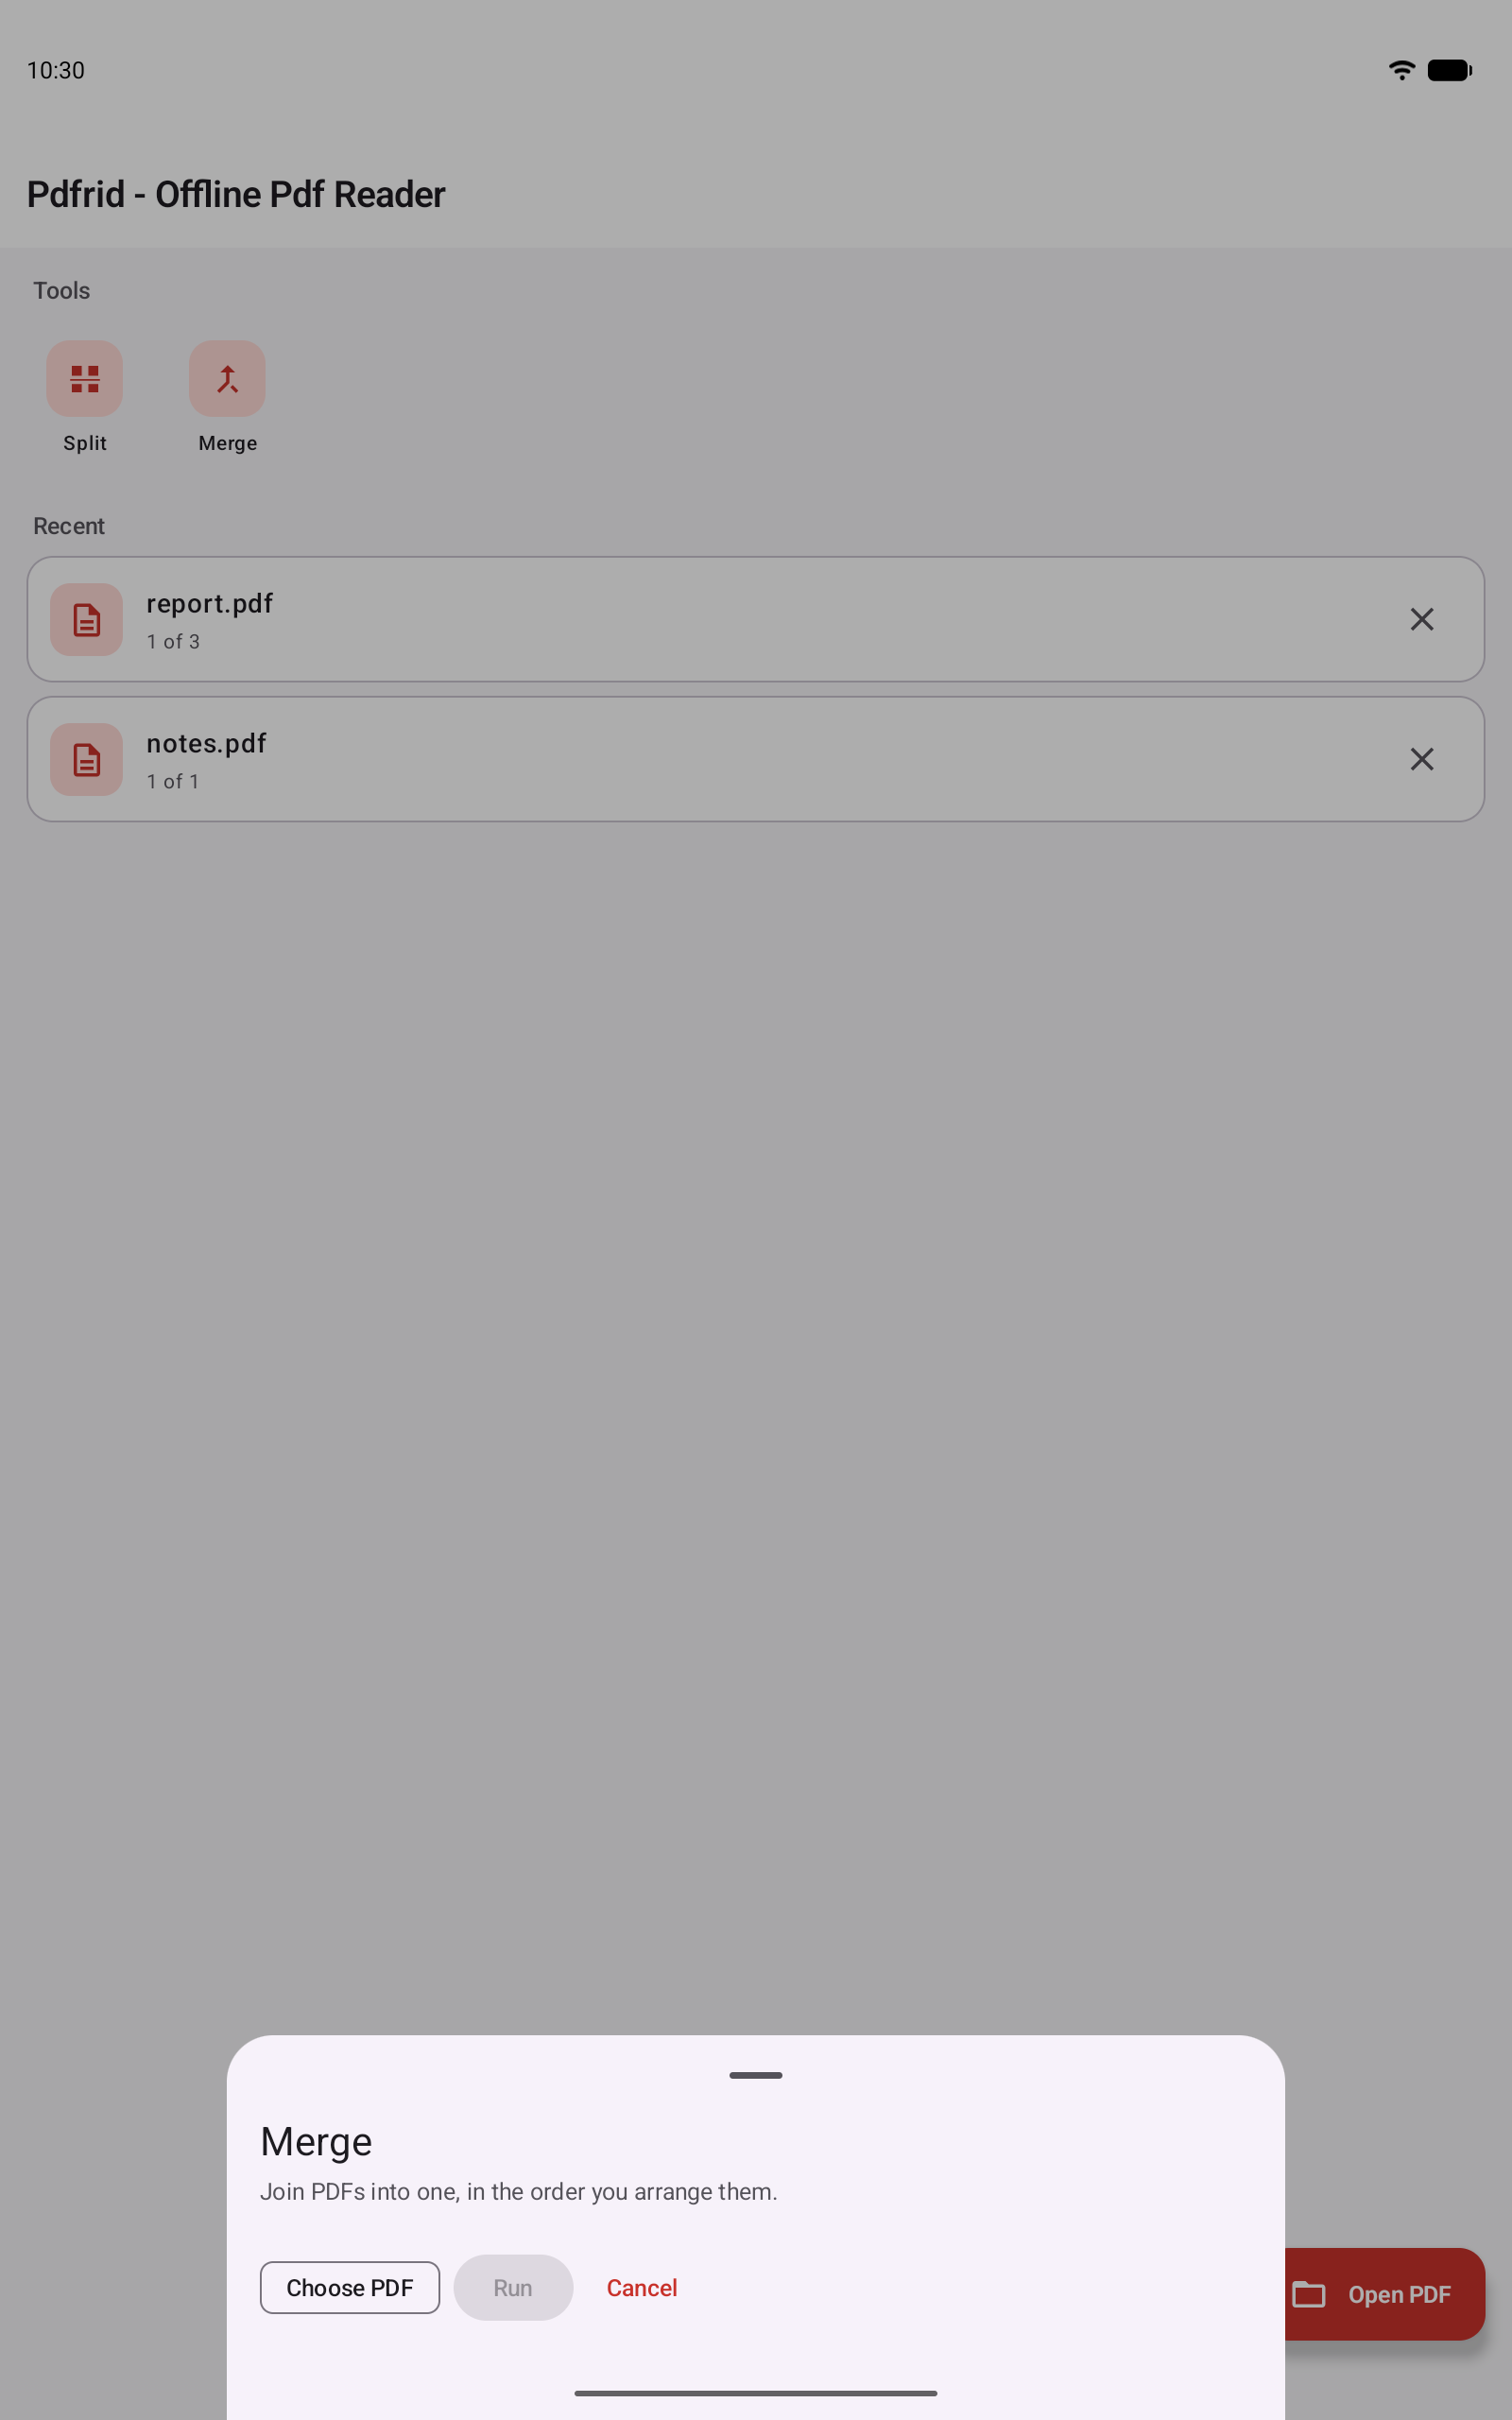 10:30
Pdfrid - Offline Pdf Reader
Tools
Split
Merge
Recent
report.pdf
1 of 3
notes.pdf
1 of 1
Merge
Join PDFs into one, in the order you arrange them.
Choose PDF
Run
Cancel
Open PDF